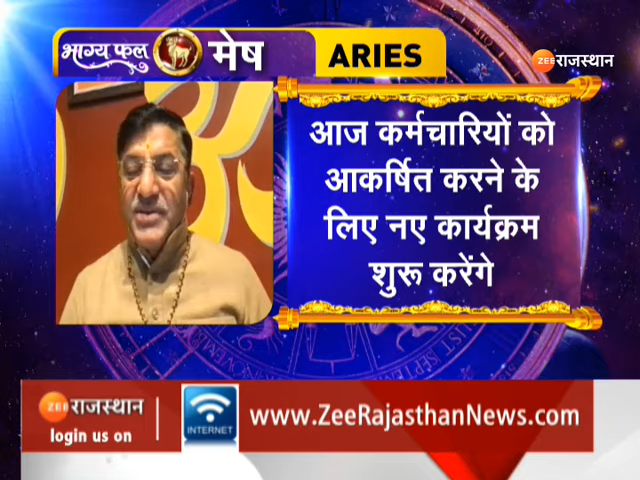 भाग्य फल मेष ARIES
ZEE राजस्थान
आज कर्मचारियों को
आकर्षित करने के
लिए नए कार्यक्रम
शुरू करेंगे
ZEE राजस्थान
login us on
INTERNET
www.ZeeRajasthanNews.com